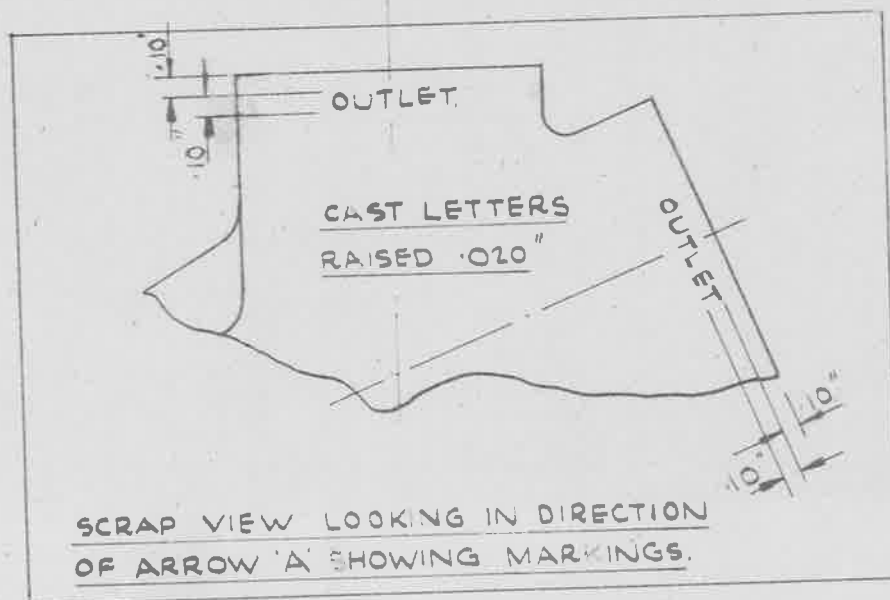 .10"
OUTLET.
.10"
CAST LETTERS
RAISED .020"
OUTLET
.10"
.10"
SCRAP VIEW LOOKING IN DIRECTION
OF ARROW 'A' SHOWING MARKINGS.